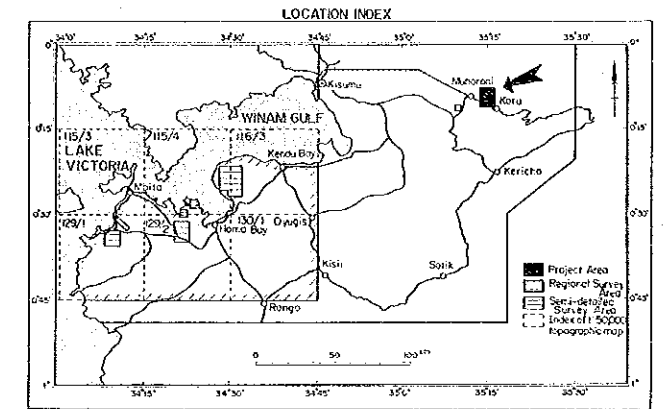 LOCATION INDEX
34°00' 34°15' 34°30' 34°45' 35°00' 35°15' 35°30'
0° 0°
Kisumu
Muhoroni
Koru
WINAM GULF
0°15' 115/3 115/4 116/3 0°15'
LAKE
VICTORIA
Kendu Bay
Kericho
Mbita
0°30' 129/1 129/2 130/1 0°30'
Homa Bay
Oyugis
Kisii
Sotik
Project Area
Regional Survey
Area
Semi-detailed
Survey Area
Index of 1:50,000
topographic map
0°45' 0°45'
Rongo
0 50 100 km
1° 1°
34°15' 34°30' 34°45' 35°00' 35°15' 35°30'